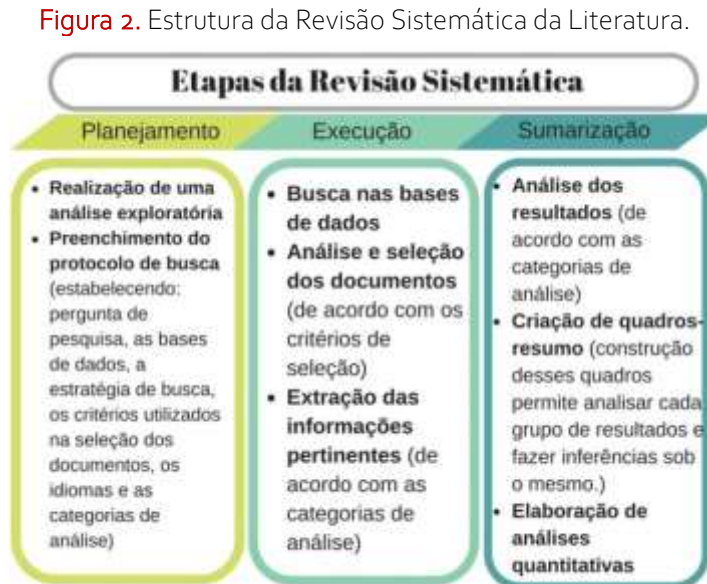 Figura 2. Estrutura da Revisão Sistemática da Literatura.
Etapas da Revisão Sistemática
Planejamento
Execução
Sumarização
• Realização de uma
análise exploratória
• Preenchimento do
protocolo de busca
(estabelecendo:
pergunta de
pesquisa, as bases
de dados, a
estratégia de busca,
os critérios utilizados
na seleção dos
documentos, os
idiomas e as
categorias de
análise)
• Busca nas bases
de dados
• Análise e seleção
dos documentos
(de acordo com os
critérios de
seleção)
• Extração das
informações
pertinentes (de
acordo com as
categorias de
análise)
• Análise dos
resultados (de
acordo com as
categorias de
análise)
• Criação de quadros-
resumo (construção
desses quadros
permite analisar cada
grupo de resultados e
fazer inferências sob
o mesmo.)
• Elaboração de
análises
quantitativas